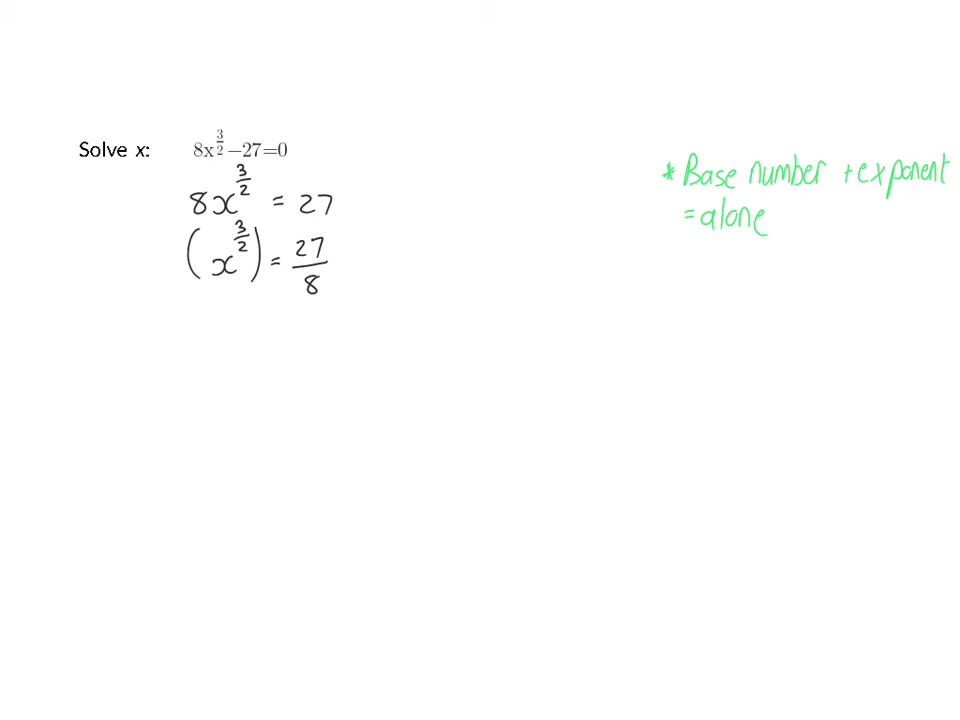 Solve x: 8x^{3/2} −27=0
8x^{3/2} = 27
(x^{3/2}) = 27/8
* Base number + exponent
= alone